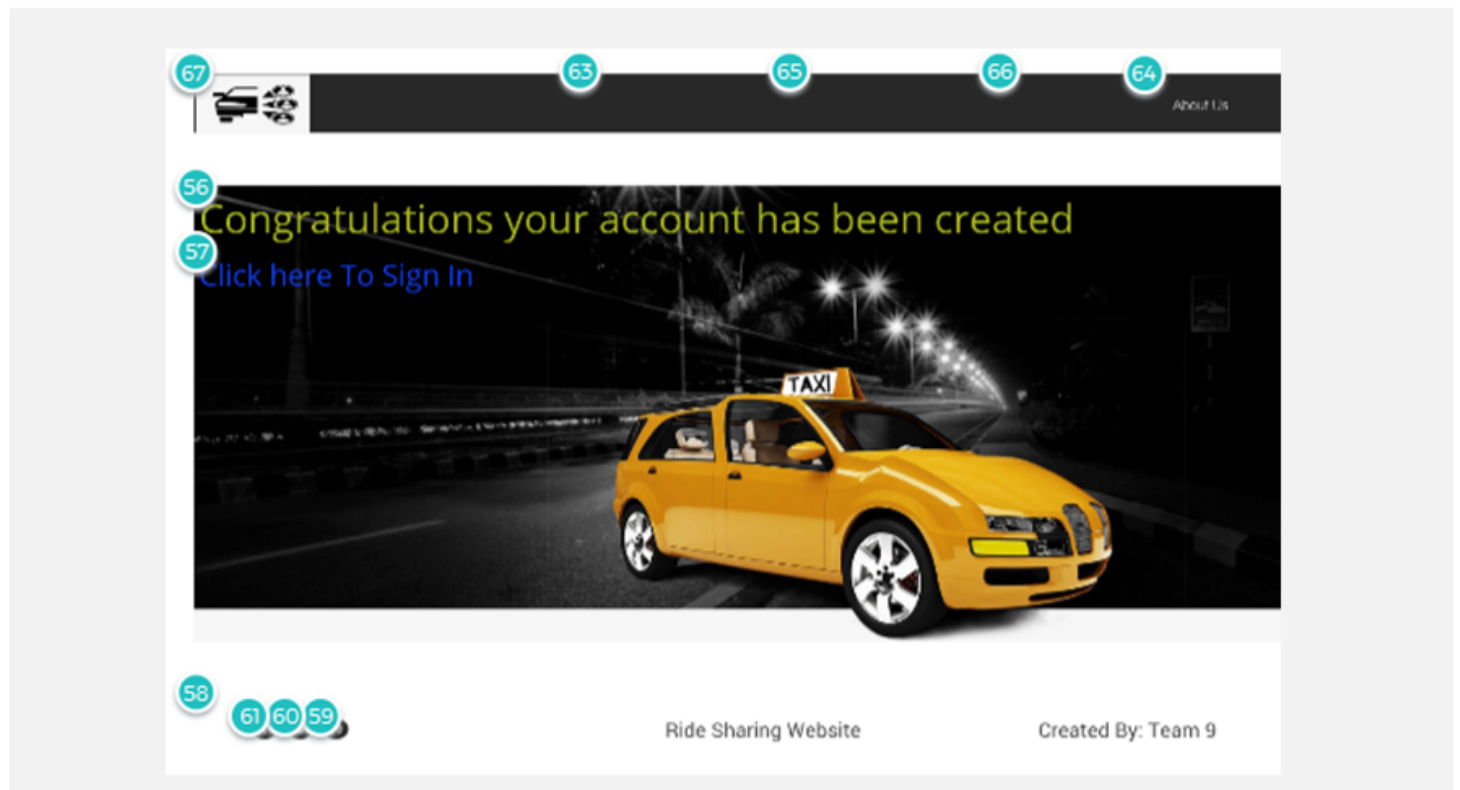 67
63
65
66
64
About Us
56
Congratulations your account has been created
57
Click here To Sign In
TAXI
58
61 60 59
Ride Sharing Website
Created By: Team 9